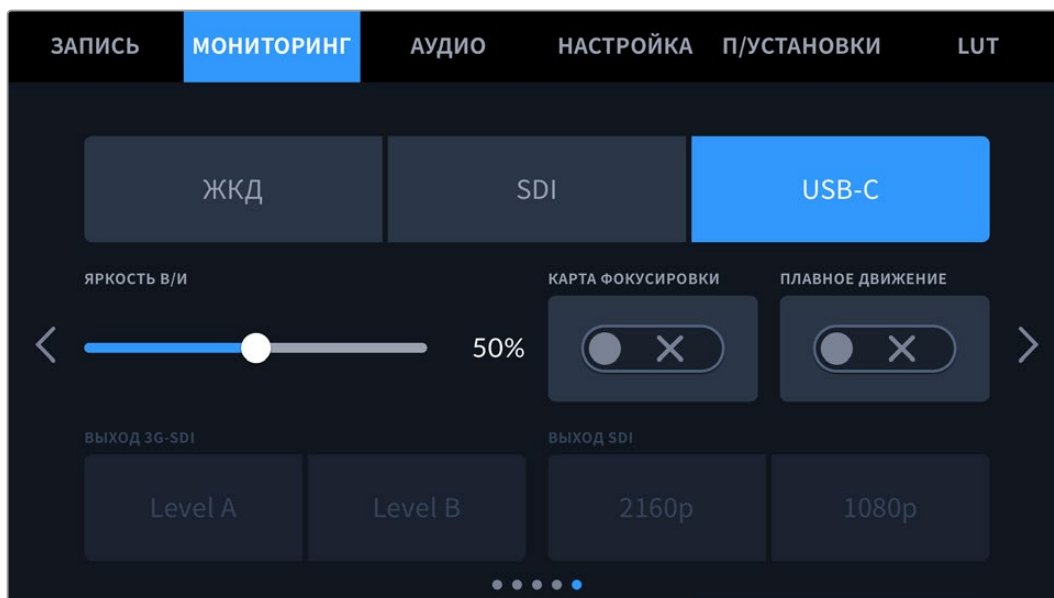 ЗАПИСЬ МОНИТОРИНГ АУДИО НАСТРОЙКА П/УСТАНОВКИ LUT
ЖКД SDI USB-C
ЯРКОСТЬ В/И КАРТА ФОКУСИРОВКИ ПЛАВНОЕ ДВИЖЕНИЕ
50%
ВЫХОД 3G-SDI ВЫХОД SDI
Level A Level B 2160p 1080p